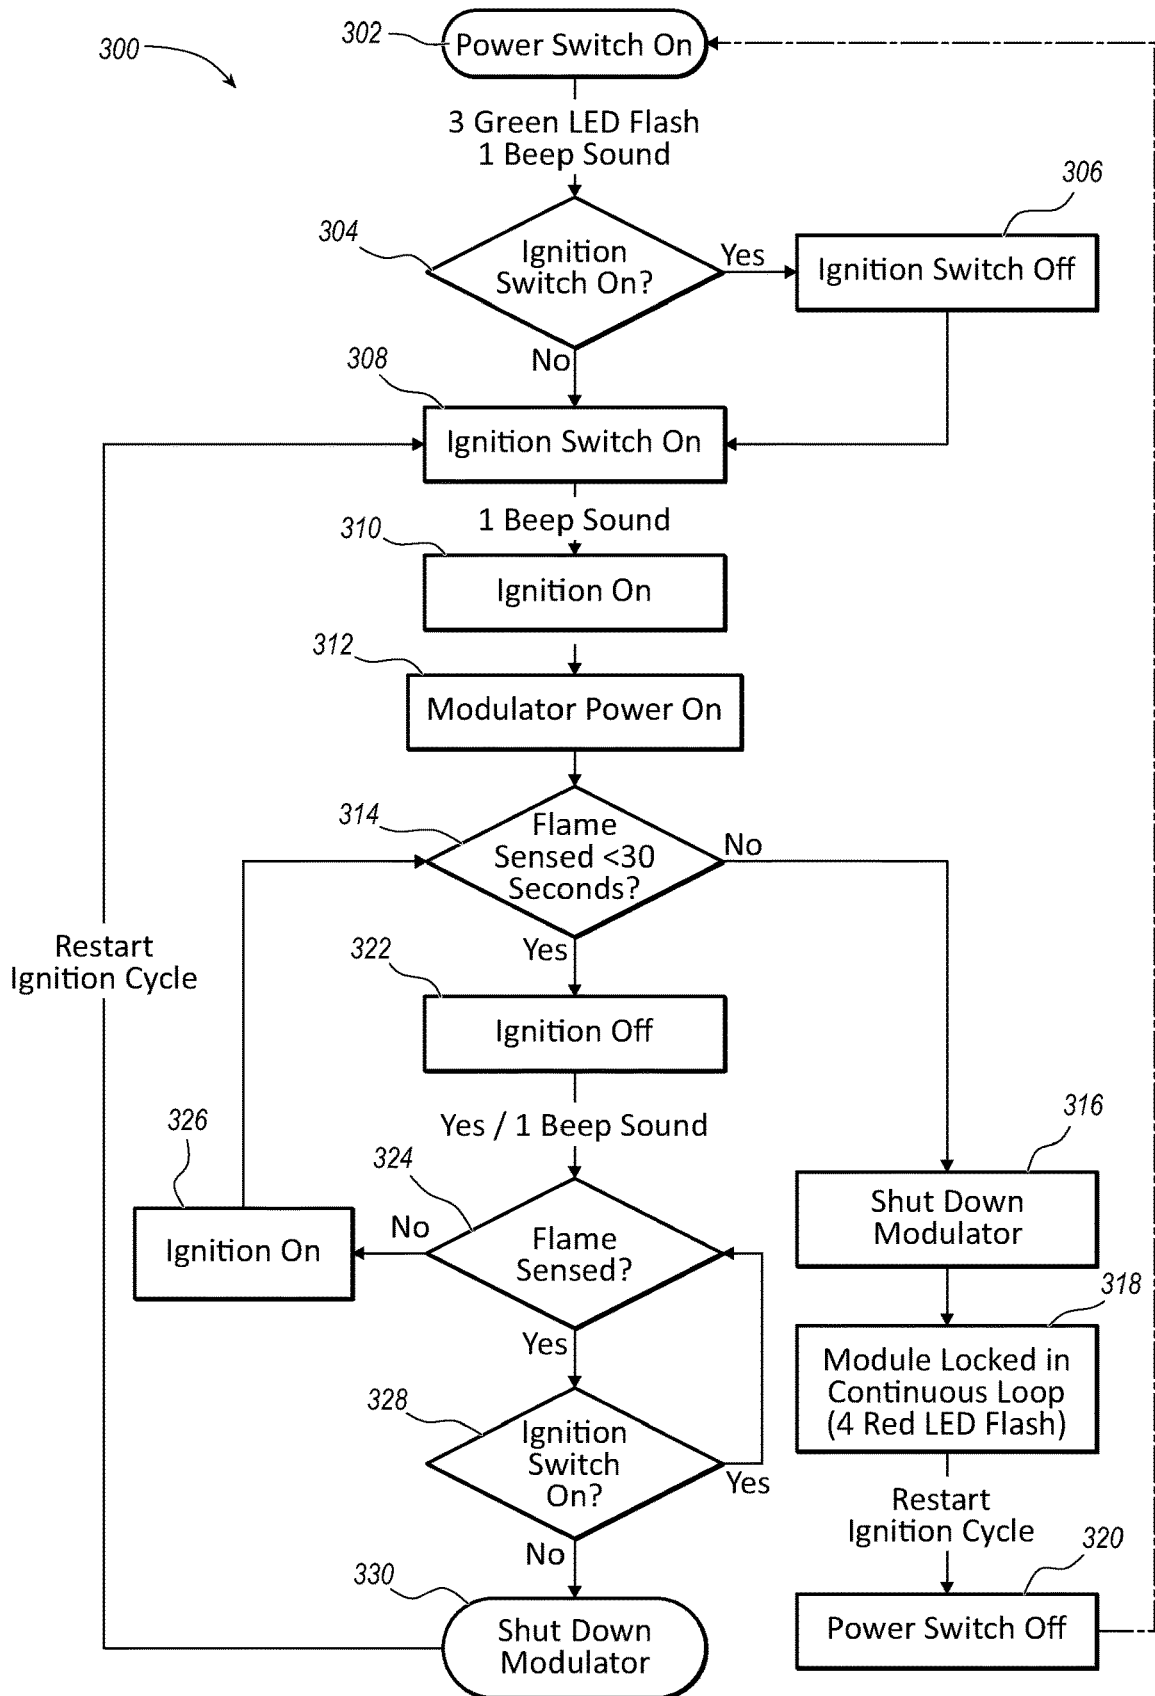 300
302
Power Switch On
3 Green LED Flash
1 Beep Sound
304
Ignition
Switch On?
Yes
306
Ignition Switch Off
No
308
Ignition Switch On
1 Beep Sound
310
Ignition On
312
Modulator Power On
314
Flame
Sensed <30
Seconds?
No
Yes
322
Ignition Off
Restart
Ignition Cycle
Yes / 1 Beep Sound
326
Ignition On
324
No
Flame
Sensed?
Yes
316
Shut Down
Modulator
318
Module Locked in
Continuous Loop
(4 Red LED Flash)
328
Ignition
Switch
On?
Yes
No
Restart
Ignition Cycle
320
Power Switch Off
330
Shut Down
Modulator